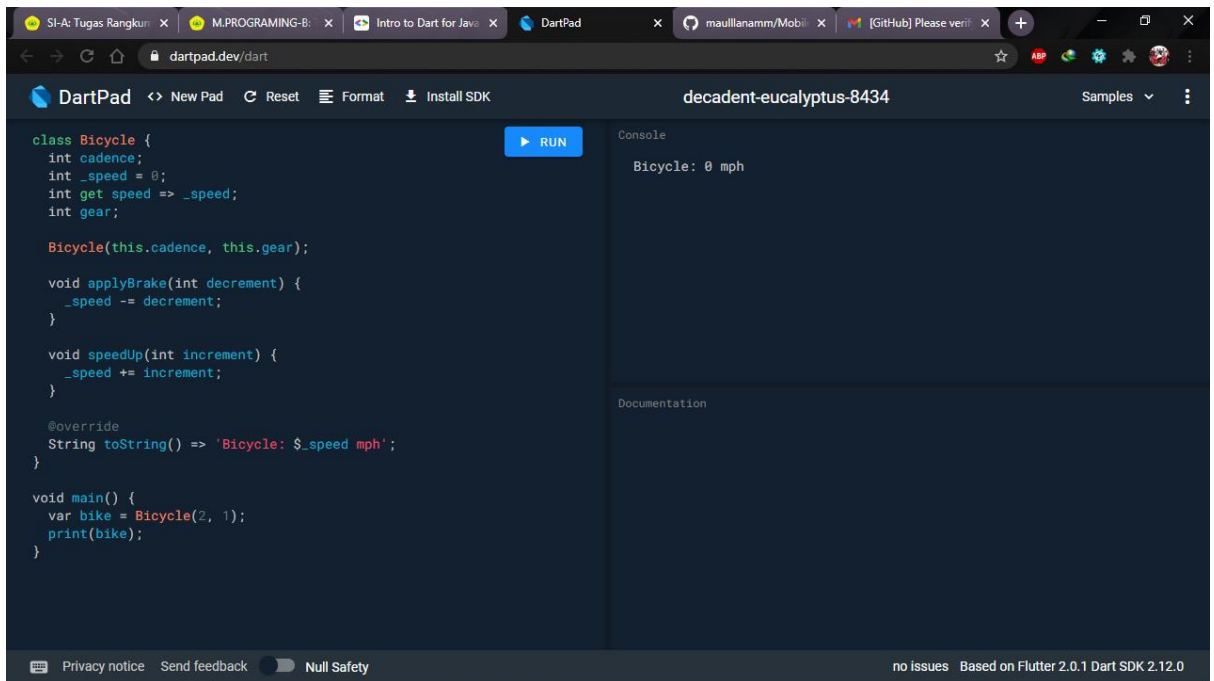 SI-A: Tugas Rangkum
M.PROGRAMING-B:
Intro to Dart for Java
DartPad
maulllanamm/Mobil
[GitHub] Please verif
dartpad.dev/dart
ABP
DartPad
<> New Pad
Reset
Format
Install SDK
decadent-eucalyptus-8434
Samples
class Bicycle {
int cadence;
int _speed = 0;
int get speed => _speed;
int gear;
Bicycle(this.cadence, this.gear);
void applyBrake(int decrement) {
_speed -= decrement;
}
void speedUp(int increment) {
_speed += increment;
}
@override
String toString() => 'Bicycle: $_speed mph';
}
void main() {
var bike = Bicycle(2, 1);
print(bike);
}
RUN
Console
Bicycle: 0 mph
Documentation
Privacy notice
Send feedback
Null Safety
no issues
Based on Flutter 2.0.1 Dart SDK 2.12.0